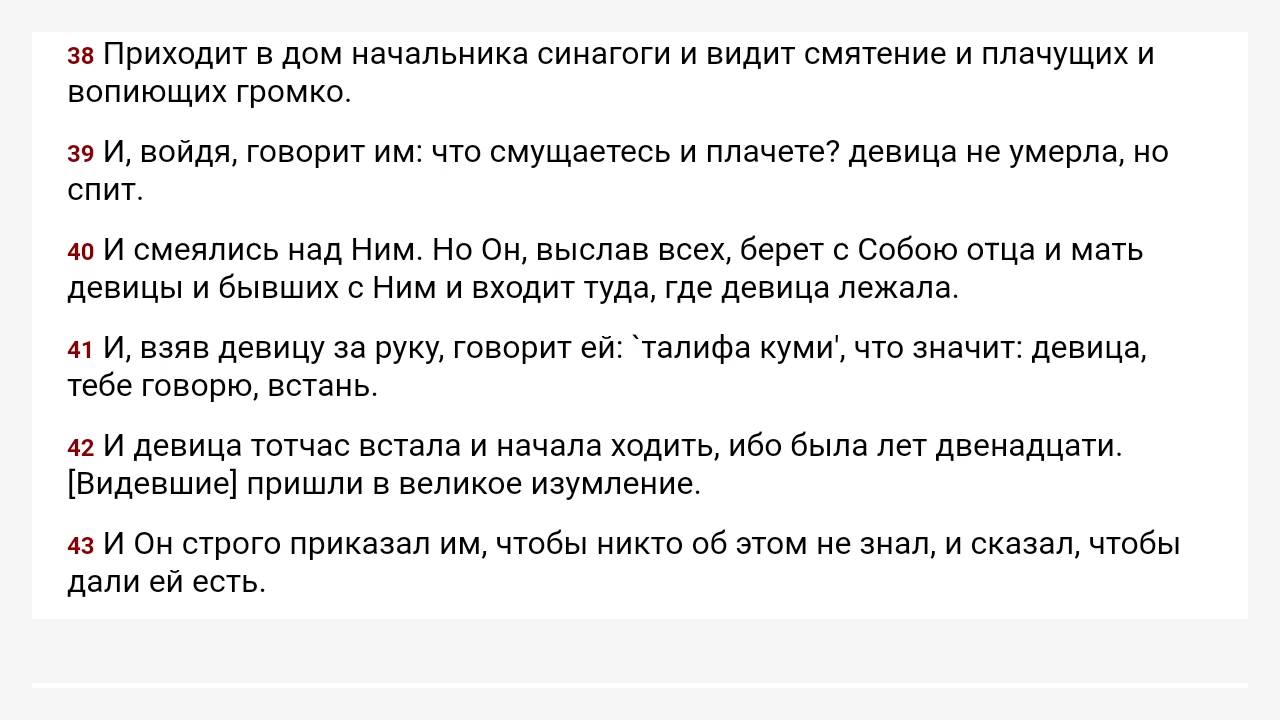 38 Приходит в дом начальника синагоги и видит смятение и плачущих и
вопиющих громко.
39 И, войдя, говорит им: что смущаетесь и плачете? девица не умерла, но
спит.
40 И смеялись над Ним. Но Он, выслав всех, берет с Собою отца и мать
девицы и бывших с Ним и входит туда, где девица лежала.
41 И, взяв девицу за руку, говорит ей: `талифа куми', что значит: девица,
тебе говорю, встань.
42 И девица тотчас встала и начала ходить, ибо была лет двенадцати.
[Видевшие] пришли в великое изумление.
43 И Он строго приказал им, чтобы никто об этом не знал, и сказал, чтобы
дали ей есть.